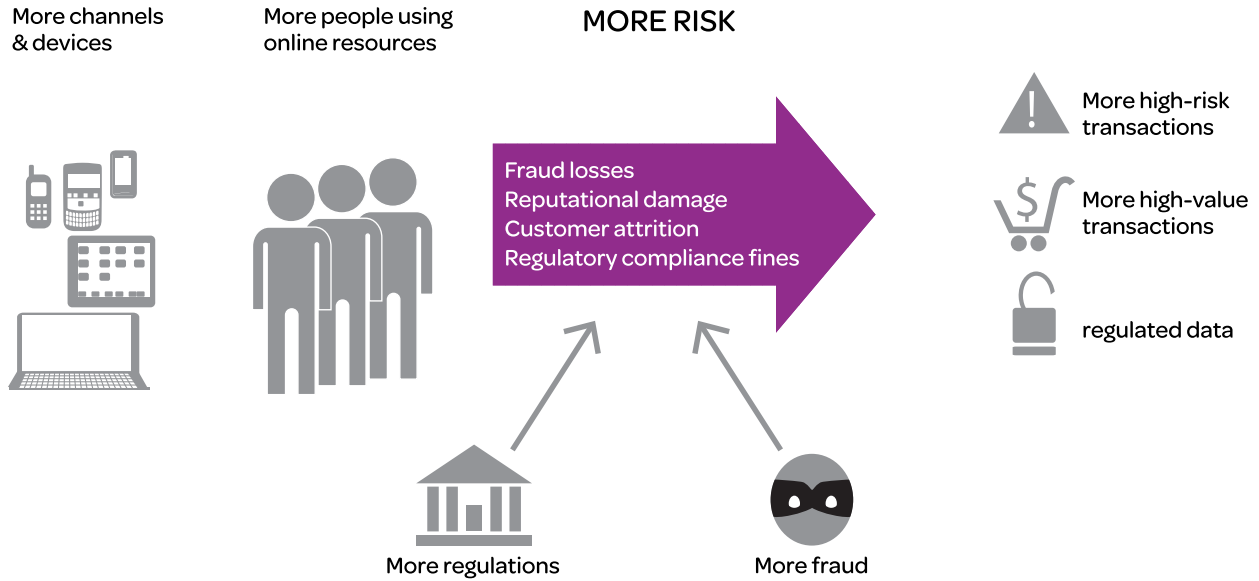 More channels
& devices
More people using
online resources
MORE RISK
Fraud losses
Reputational damage
Customer attrition
Regulatory compliance fines
More high-risk
transactions
$
More high-value
transactions
regulated data
More regulations
More fraud